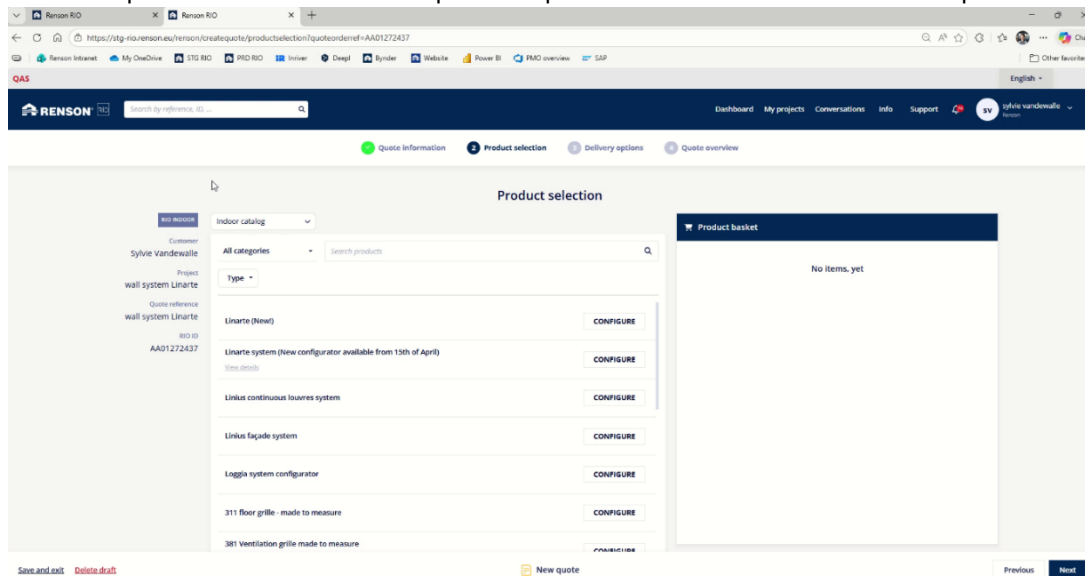 Renson RIO
Renson RIO
https://stg-rio.renson.eu/renson/createquote/productselection?quoteorderref=AA01272437
Renson Intranet My OneDrive STG RIO PRD RIO Inriver Deepl Bynder Website Power BI PMO overview SAP Other favorites
QAS English
RENSON RIO Search by reference, ID, ... Dashboard My projects Conversations Info Support SV sylvie vandewalle
Renson
Quote information 2 Product selection 3 Delivery options 4 Quote overview
Product selection
RIO INDOOR
Customer
Sylvie Vandewalle
Project
wall system Linarte
Quote reference
wall system Linarte
RIO ID
AA01272437
Indoor catalog
All categories Search products
Type
Linarte (New!) CONFIGURE
Linarte system (New configurator available from 15th of April) CONFIGURE
View details
Linius continuous louvres system CONFIGURE
Linius façade system CONFIGURE
Loggia system configurator CONFIGURE
311 floor grille - made to measure CONFIGURE
381 Ventilation grille made to measure CONFIGURE
Product basket
No items, yet
Save and exit Delete draft New quote Previous Next